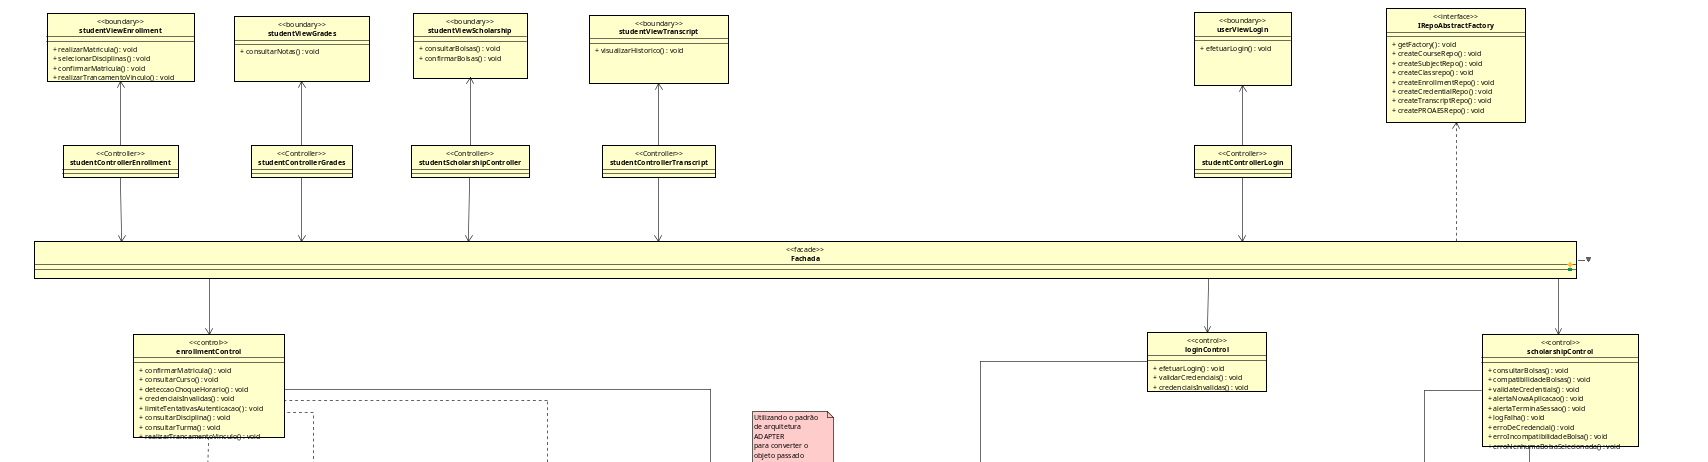 <<boundary>>
studentViewEnrollment
+ realizarMatricula() : void
+ selecionarDisciplinas() : void
+ confirmarMatricula() : void
+ realizarTrancamentoVinculo() : void
<<boundary>>
studentViewGrades
+ consultarNotas() : void
<<boundary>>
studentViewScholarship
+ consultarBolsas() : void
+ confirmarBolsas() : void
<<boundary>>
studentViewTranscript
+ visualizarHistorico() : void
<<boundary>>
userViewLogin
+ efetuarLogin() : void
<<interface>>
IRepoAbstractFactory
+ getFactory() : void
+ createCourseRepo() : void
+ createSubjectRepo() : void
+ createClassrepo() : void
+ createEnrollmentRepo() : void
+ createCredentialRepo() : void
+ createTranscriptRepo() : void
+ createPROAESRepo() : void
<<Controller>>
studentControllerEnrollment
<<Controller>>
studentControllerGrades
<<Controller>>
studentScholarshipController
<<Controller>>
studentControllerTranscript
<<Controller>>
studentControllerLogin
<<facade>>
Fachada
<<control>>
enrollmentControl
+ confirmarMatricula() : void
+ consultarCurso() : void
+ deteccaoChoqueHorario() : void
+ credenciaisInvalidas() : void
+ limiteTentativasAutenticacao() : void
+ consultarDisciplina() : void
+ consultarTurma() : void
+ realizarTrancamentoVinculo() : void
Utilizando o padrão
de arquitetura
ADAPTER
para converter o
objeto passado
<<control>>
loginControl
+ efetuarLogin() : void
+ validarCredenciais() : void
+ credenciaisInvalidas() : void
<<control>>
scholarshipControl
+ consultarBolsas() : void
+ compatibilidadeBolsas() : void
+ validateCredentials() : void
+ alertaNovaAplicacao() : void
+ alertaTerminaSessao() : void
+ logFalha() : void
+ erroDeCredencial() : void
+ erroIncompatibilidadeBolsa() : void
+ erroNenhumaBolsaSelecionada() : void